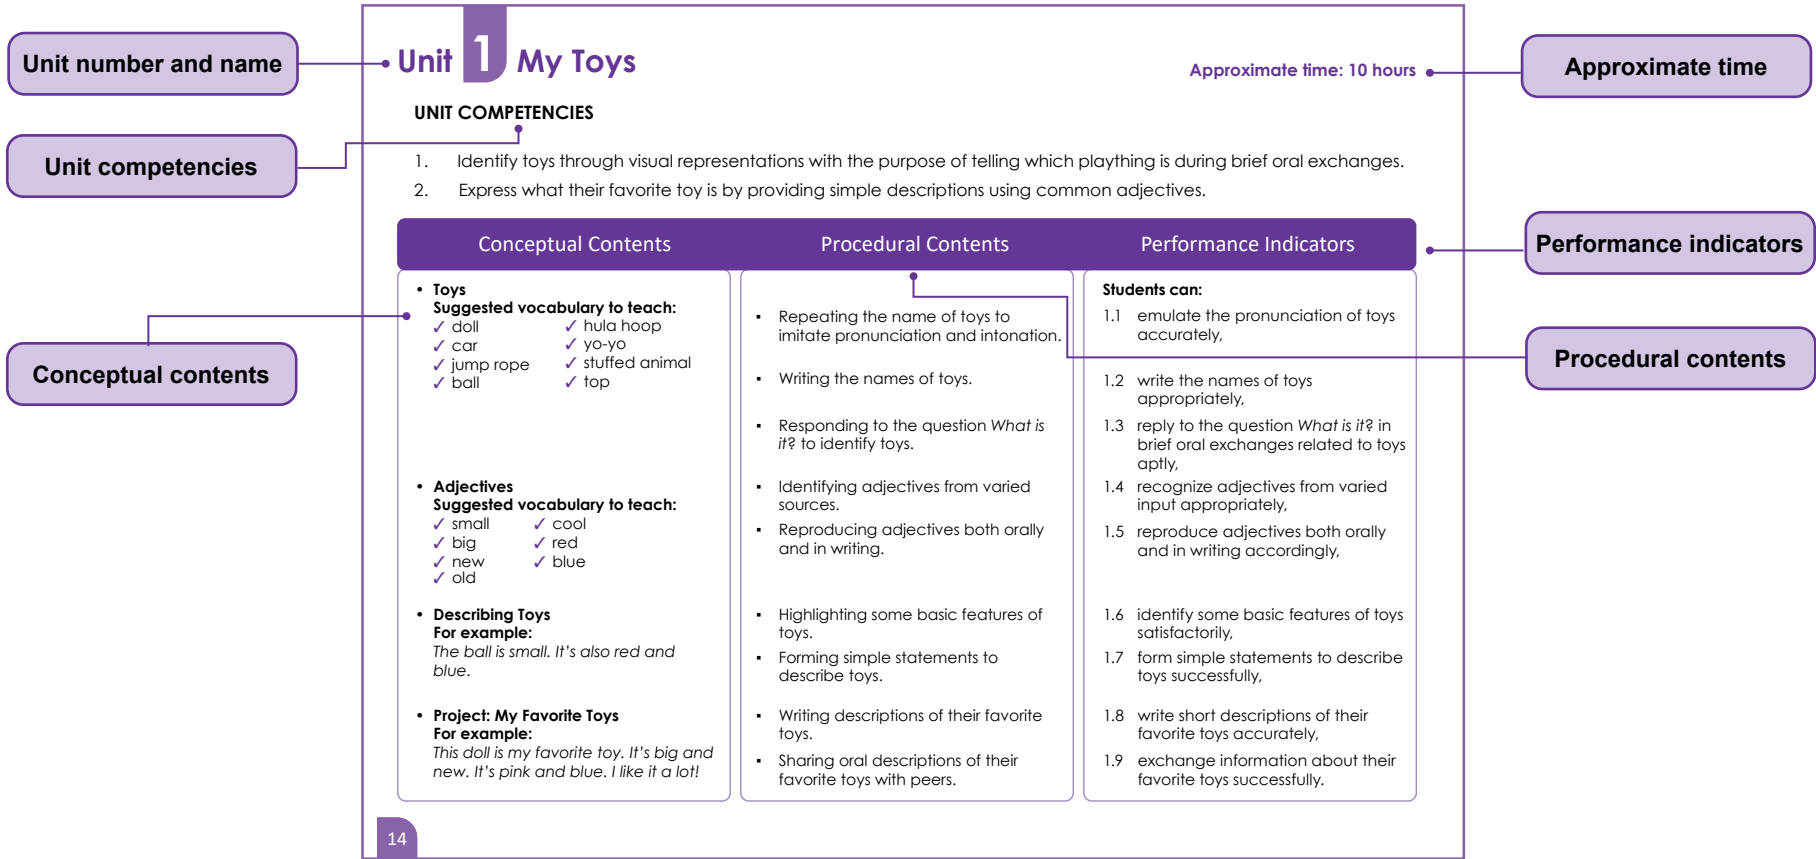 Unit number and name
Unit 1 My Toys
Approximate time: 10 hours
Approximate time
UNIT COMPETENCIES
Unit competencies
1. Identify toys through visual representations with the purpose of telling which plaything is during brief oral exchanges.
2. Express what their favorite toy is by providing simple descriptions using common adjectives.
Performance indicators
Procedural contents
Conceptual contents
Conceptual Contents
• Toys
Suggested vocabulary to teach:
✓ doll ✓ hula hoop
✓ car ✓ yo-yo
✓ jump rope ✓ stuffed animal
✓ ball ✓ top
• Adjectives
Suggested vocabulary to teach:
✓ small ✓ cool
✓ big ✓ red
✓ new ✓ blue
✓ old
• Describing Toys
For example:
The ball is small. It's also red and
blue.
• Project: My Favorite Toys
For example:
This doll is my favorite toy. It's big and
new. It's pink and blue. I like it a lot!
Procedural Contents
▪ Repeating the name of toys to
imitate pronunciation and intonation.
▪ Writing the names of toys.
▪ Responding to the question What is
it? to identify toys.
▪ Identifying adjectives from varied
sources.
▪ Reproducing adjectives both orally
and in writing.
▪ Highlighting some basic features of
toys.
▪ Forming simple statements to
describe toys.
▪ Writing descriptions of their favorite
toys.
▪ Sharing oral descriptions of their
favorite toys with peers.
Performance Indicators
Students can:
1.1 emulate the pronunciation of toys
accurately,
1.2 write the names of toys
appropriately,
1.3 reply to the question What is it? in
brief oral exchanges related to toys
aptly,
1.4 recognize adjectives from varied
input appropriately,
1.5 reproduce adjectives both orally
and in writing accordingly,
1.6 identify some basic features of toys
satisfactorily,
1.7 form simple statements to describe
toys successfully,
1.8 write short descriptions of their
favorite toys accurately,
1.9 exchange information about their
favorite toys successfully.
14